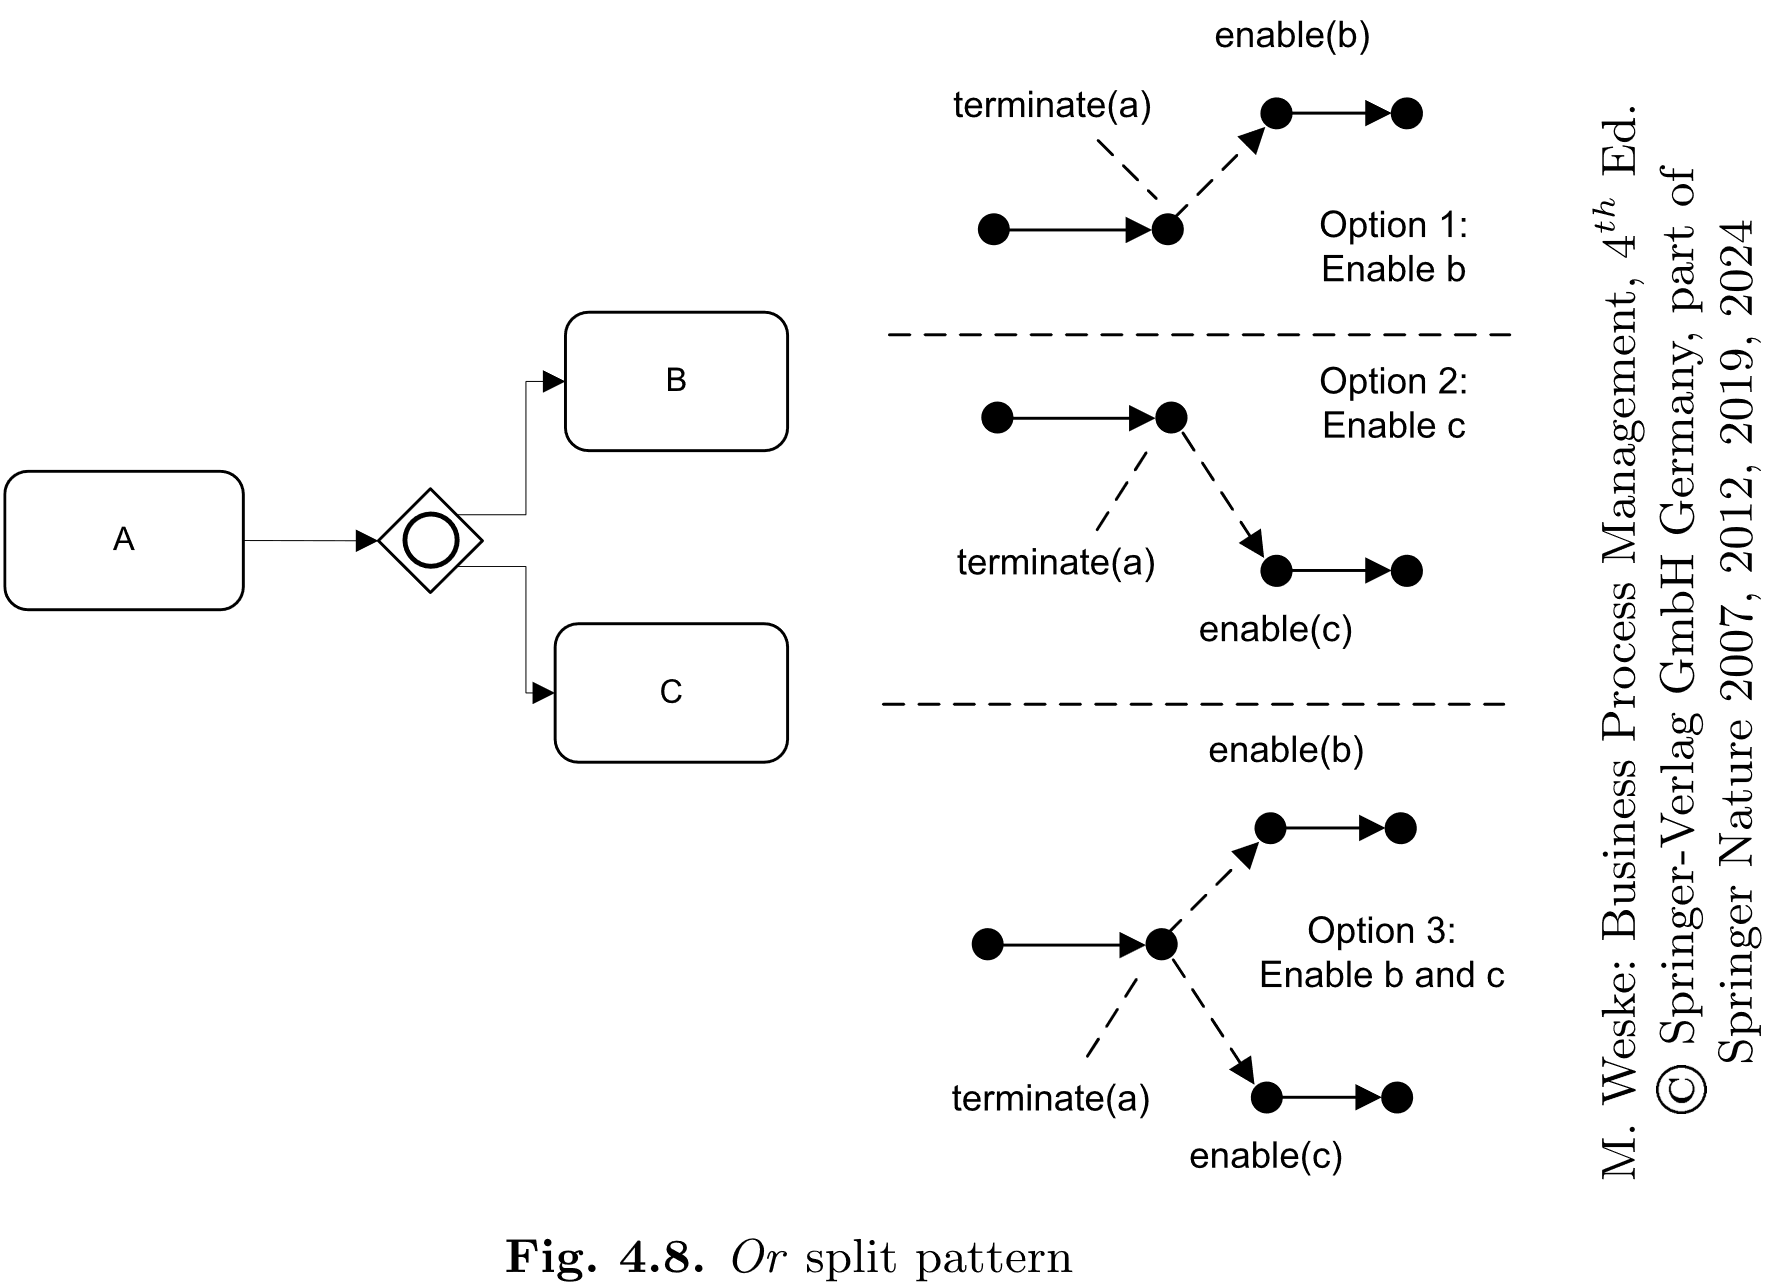 A
B
C
enable(b)
terminate(a)
Option 1:
Enable b
Option 2:
Enable c
terminate(a)
enable(c)
enable(b)
Option 3:
Enable b and c
terminate(a)
enable(c)
M. Weske: Business Process Management, 4th Ed.
© Springer-Verlag GmbH Germany, part of
Springer Nature 2007, 2012, 2019, 2024
Fig. 4.8. Or split pattern